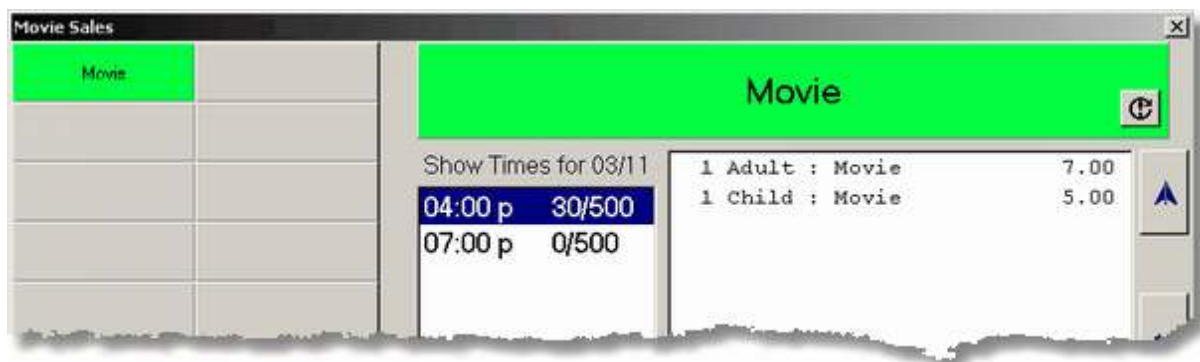 Movie Sales
Movie
Movie
Show Times for 03/11
04:00 p 30/500
07:00 p 0/500
1 Adult : Movie 7.00
1 Child : Movie 5.00